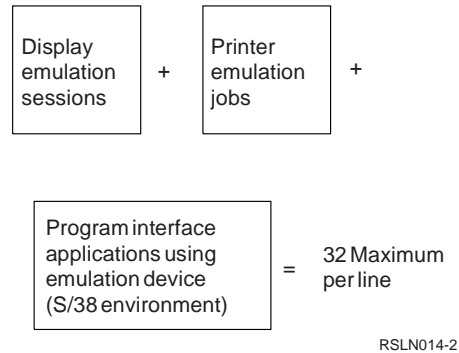 Display
emulation
sessions
+
Printer
emulation
jobs
+
Program interface
applications using
emulation device
(S/38 environment)
=
32 Maximum
per line
RSLN014-2